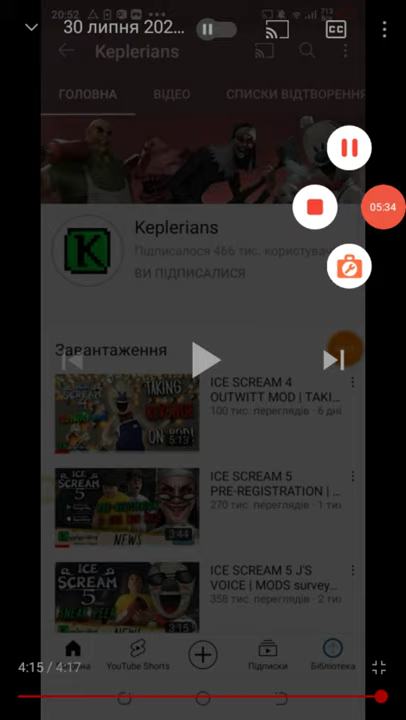 20:52
30 липня 202...
Keplerians
ГОЛОВНА ВІДЕО СПИСКИ ВІДТВОРЕННЯ
05:34
K
Keplerians
Підписалося 466 тис. користува
ВИ ПІДПИСАЛИСЯ
Завантаження
TAKING
5:13
ICE SCREAM 4
OUTWITT MOD | TAKI...
100 тис. переглядів · 6 дні
ICE
SCREAM
5
NEWS
3:44
ICE SCREAM 5
PRE-REGISTRATION | ...
270 тис. переглядів · 1 ти
ICE
SCREAM
5
SNEAK PEEK
3:15
ICE SCREAM 5 J'S
VOICE | MODS survey...
358 тис. переглядів · 2 ти
4:15 / 4:17
YouTube Shorts
Підписки
Бібліотека